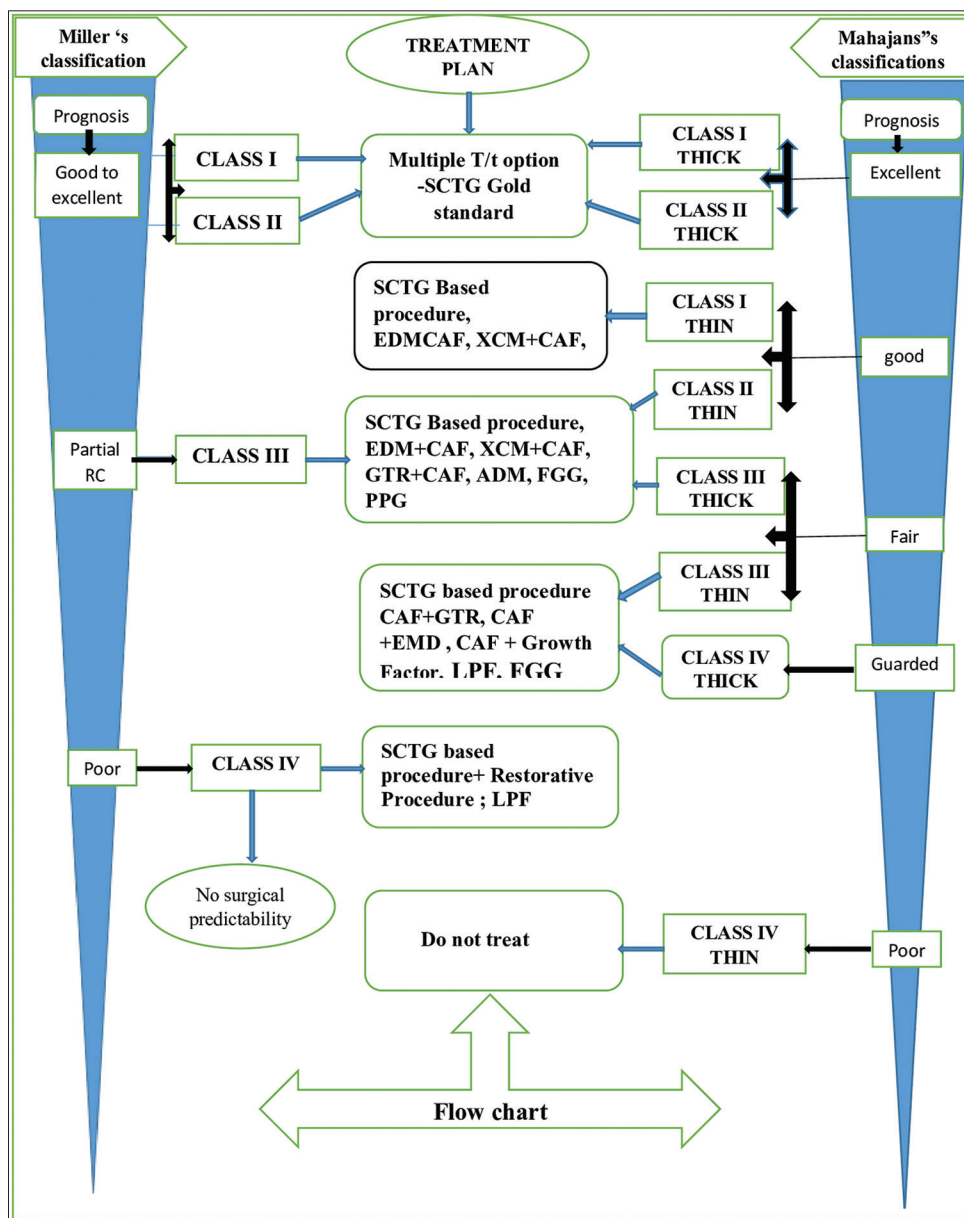 Miller ‘s
classification
TREATMENT
PLAN
Mahajans”s
classifications
Prognosis
Good to
excellent
CLASS I
CLASS II
Multiple T/t option
-SCTG Gold
standard
CLASS I
THICK
CLASS II
THICK
Prognosis
Excellent
SCTG Based
procedure,
EDMCAF, XCM+CAF,
CLASS I
THIN
good
CLASS II
THIN
Partial
RC
CLASS III
SCTG Based procedure,
EDM+CAF, XCM+CAF,
GTR+CAF, ADM, FGG,
PPG
CLASS III
THICK
Fair
CLASS III
THIN
SCTG based procedure
CAF+GTR, CAF
+EMD , CAF + Growth
Factor, LPF, FGG
CLASS IV
THICK
Guarded
Poor
CLASS IV
SCTG based
procedure+ Restorative
Procedure ; LPF
No surgical
predictability
Do not treat
CLASS IV
THIN
Poor
Flow chart